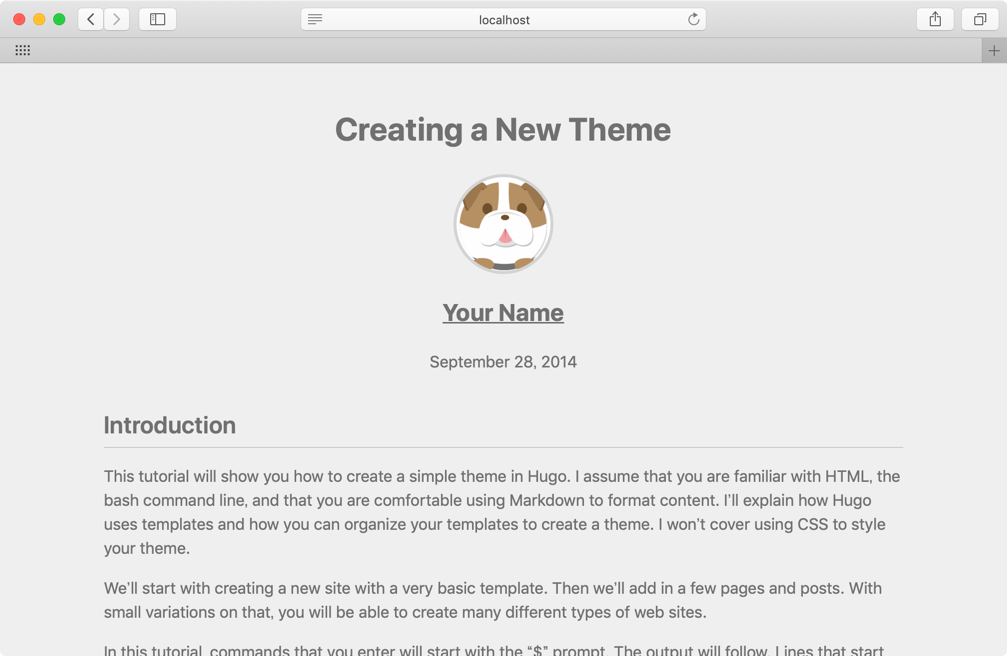 localhost
Creating a New Theme
Your Name
September 28, 2014
Introduction
This tutorial will show you how to create a simple theme in Hugo. I assume that you are familiar with HTML, the
bash command line, and that you are comfortable using Markdown to format content. I’ll explain how Hugo
uses templates and how you can organize your templates to create a theme. I won’t cover using CSS to style
your theme.
We’ll start with creating a new site with a very basic template. Then we’ll add in a few pages and posts. With
small variations on that, you will be able to create many different types of web sites.
In this tutorial, commands that you enter will start with the “$” prompt. The output will follow. Lines that start